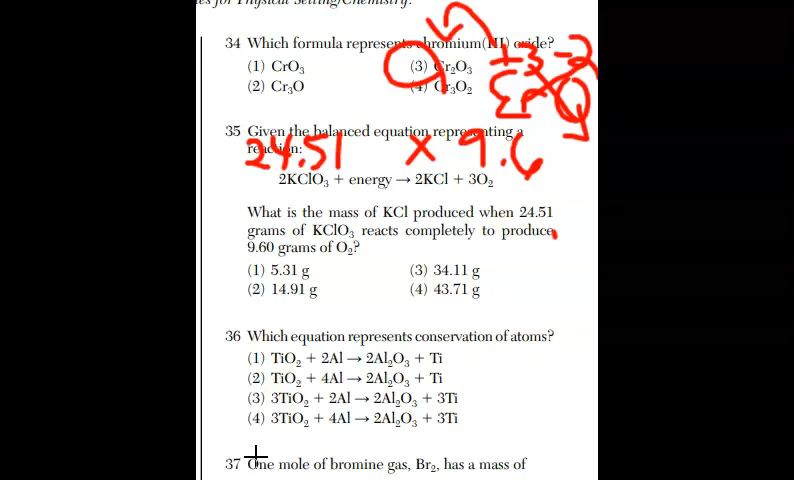 es for Physical Setting/Chemistry.
34 Which formula represents chromium(III) oxide?
(1) CrO₃ (3) Cr₂O₃
(2) Cr₃O (4) Cr₃O₂
+3 -2
35 Given the balanced equation representing a
reaction:
24.51 x 9.6
2KClO₃ + energy → 2KCl + 3O₂
What is the mass of KCl produced when 24.51
grams of KClO₃ reacts completely to produce
9.60 grams of O₂?
(1) 5.31 g (3) 34.11 g
(2) 14.91 g (4) 43.71 g
36 Which equation represents conservation of atoms?
(1) TiO₂ + 2Al → 2Al₂O₃ + Ti
(2) TiO₂ + 4Al → 2Al₂O₃ + Ti
(3) 3TiO₂ + 2Al → 2Al₂O₃ + 3Ti
(4) 3TiO₂ + 4Al → 2Al₂O₃ + 3Ti
37 One mole of bromine gas, Br₂, has a mass of